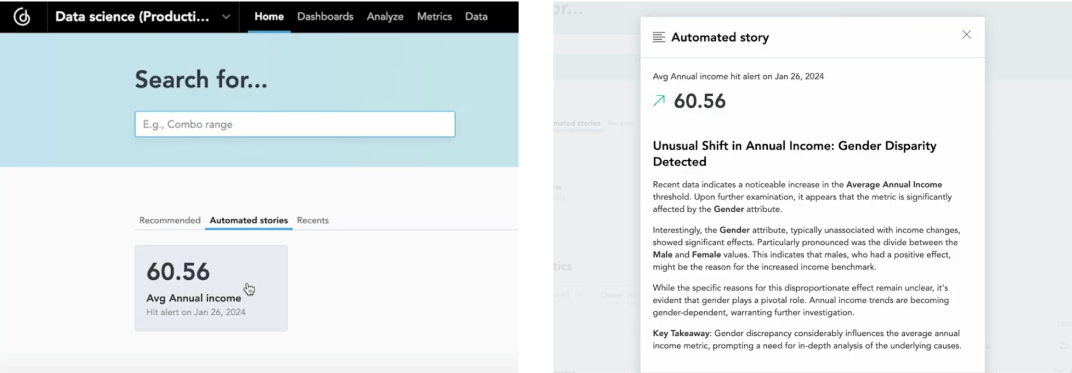 Data science (Producti...
Home
Dashboards
Analyze
Metrics
Data
Search for...
E.g., Combo range
Recommended
Automated stories
Recents
60.56
Avg Annual income
Hit alert on Jan 26, 2024
Automated story
Avg Annual income hit alert on Jan 26, 2024
60.56
Unusual Shift in Annual Income: Gender Disparity
Detected
Recent data indicates a noticeable increase in the Average Annual Income
threshold. Upon further examination, it appears that the metric is significantly
affected by the Gender attribute.
Interestingly, the Gender attribute, typically unassociated with income changes,
showed significant effects. Particularly pronounced was the divide between the
Male and Female values. This indicates that males, who had a positive effect,
might be the reason for the increased income benchmark.
While the specific reasons for this disproportionate effect remain unclear, it's
evident that gender plays a pivotal role. Annual income trends are becoming
gender-dependent, warranting further investigation.
Key Takeaway: Gender discrepancy considerably influences the average annual
income metric, prompting a need for in-depth analysis of the underlying causes.